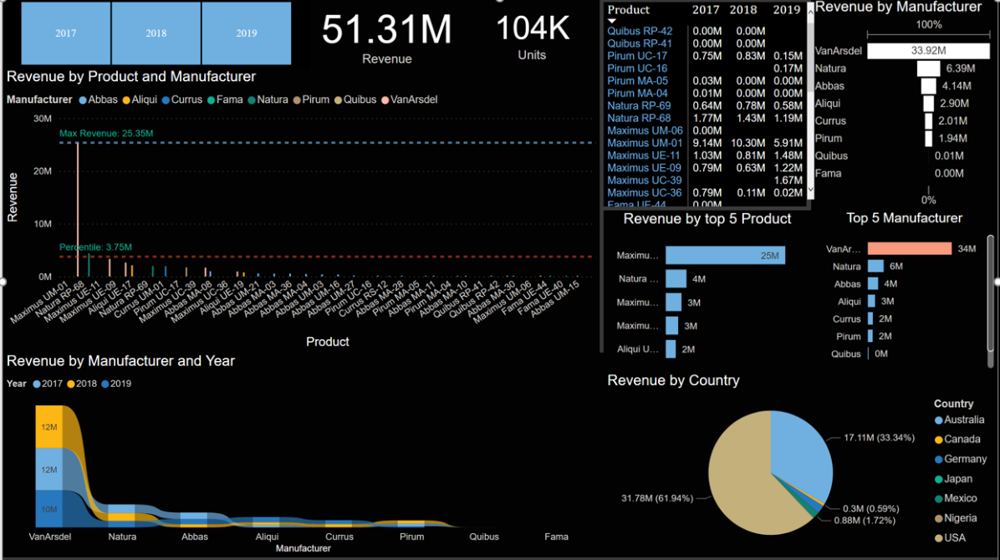 2017 2018 2019
51.31M
Revenue
104K
Units
Product 2017 2018 2019
Quibus RP-42 0.00M 0.00M
Quibus RP-41 0.00M 0.00M
Pirum UC-17 0.75M 0.83M 0.15M
Pirum UC-16 0.17M
Pirum MA-05 0.03M 0.00M 0.00M
Pirum MA-04 0.01M 0.00M 0.00M
Natura RP-69 0.64M 0.78M 0.58M
Natura RP-68 1.77M 1.43M 1.19M
Maximus UM-06 0.00M
Maximus UM-01 9.14M 10.30M 5.91M
Maximus UE-11 1.03M 0.81M 1.48M
Maximus UE-09 0.79M 0.63M 1.22M
Maximus UC-39 1.67M
Maximus UC-36 0.79M 0.11M 0.02M
Fama UE-44 0.00M
Revenue by Manufacturer
100%
VanArsdel 33.92M
Natura 6.39M
Abbas 4.14M
Aliqui 2.90M
Currus 2.01M
Pirum 1.94M
Quibus 0.01M
Fama 0.00M
0%
Revenue by Product and Manufacturer
Manufacturer Abbas Aliqui Currus Fama Natura Pirum Quibus VanArsdel
30M
Max Revenue: 25.35M
20M
10M
Percentile: 3.75M
0M
Revenue
Maximus UM-01
Natura RP-68
Maximus UE-11
Maximus UE-09
Aliqui UE-17
Natura RP-69
Currus UM-01
Pirum UC-17
Maximus UC-39
Abbas MA-08
Maximus UC-36
Aliqui UE-19
Abbas UM-21
Abbas MA-03
Abbas MA-36
Abbas MA-04
Abbas UM-03
Abbas UM-16
Pirum UM-27
Pirum UC-18
Currus RS-12
Abbas MA-28
Pirum MA-05
Abbas MA-11
Pirum MA-04
Abbas MA-10
Quibus RP-41
Quibus RP-42
Abbas MA-30
Maximus UM-06
Fama UE-44
Fama UE-40
Abbas UM-15
Product
Revenue by top 5 Product
Maximu... 25M
Natura ... 4M
Maximu... 3M
Maximu... 3M
Aliqui U... 2M
Top 5 Manufacturer
VanAr... 34M
Natura 6M
Abbas 4M
Aliqui 3M
Currus 2M
Pirum 2M
Quibus 0M
Revenue by Manufacturer and Year
Year 2017 2018 2019
12M
12M
10M
VanArsdel Natura Abbas Aliqui Currus Pirum Quibus Fama
Manufacturer
Revenue by Country
17.11M (33.34%)
0.3M (0.59%)
0.88M (1.72%)
31.78M (61.94%)
Country
Australia
Canada
Germany
Japan
Mexico
Nigeria
USA